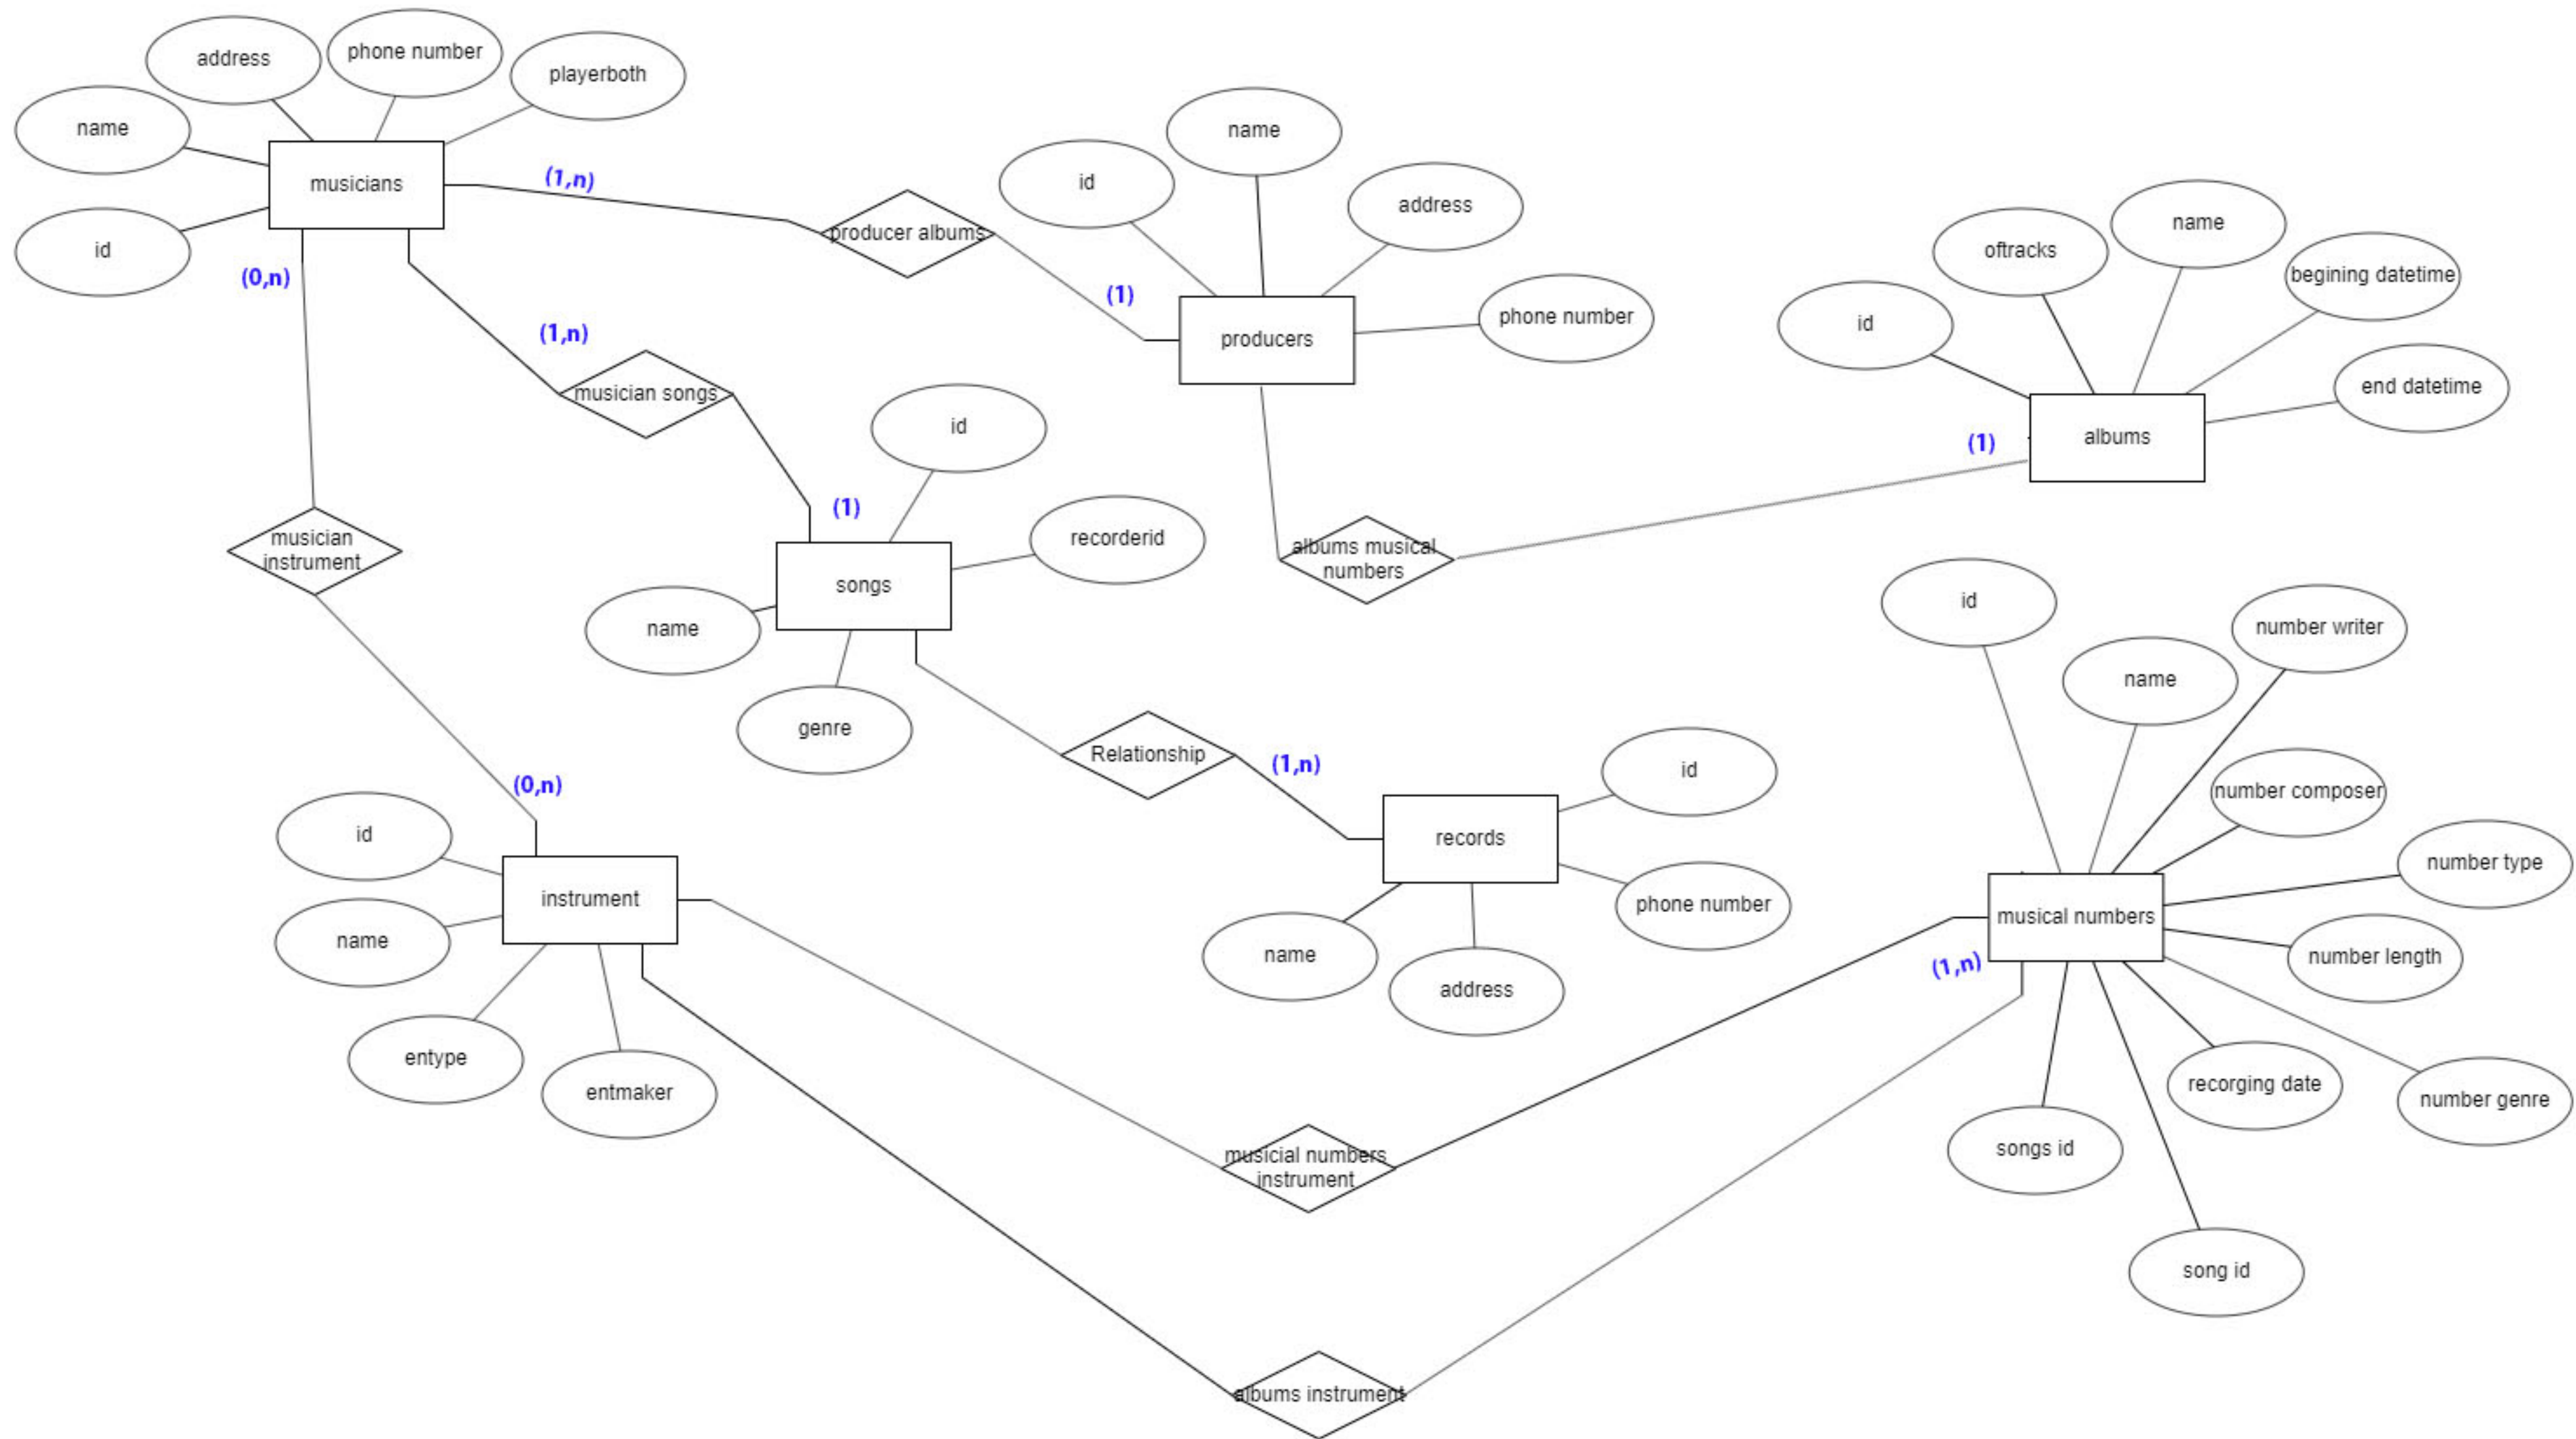 address
phone number
playerboth
name
musicians
id
(1,n)
(0,n)
(1,n)
producer albums
name
id
address
phone number
producers
(1)
name
oftracks
begining datetime
id
end datetime
albums
(1)
musician songs
id
(1)
recorderid
songs
name
genre
musician
instrument
albums musical
numbers
Relationship
(1,n)
id
records
phone number
name
address
(0,n)
id
instrument
name
entype
entmaker
id
number writer
name
number composer
number type
musical numbers
number length
(1,n)
recorging date
number genre
songs id
song id
musicial numbers
instrument
albums instrument